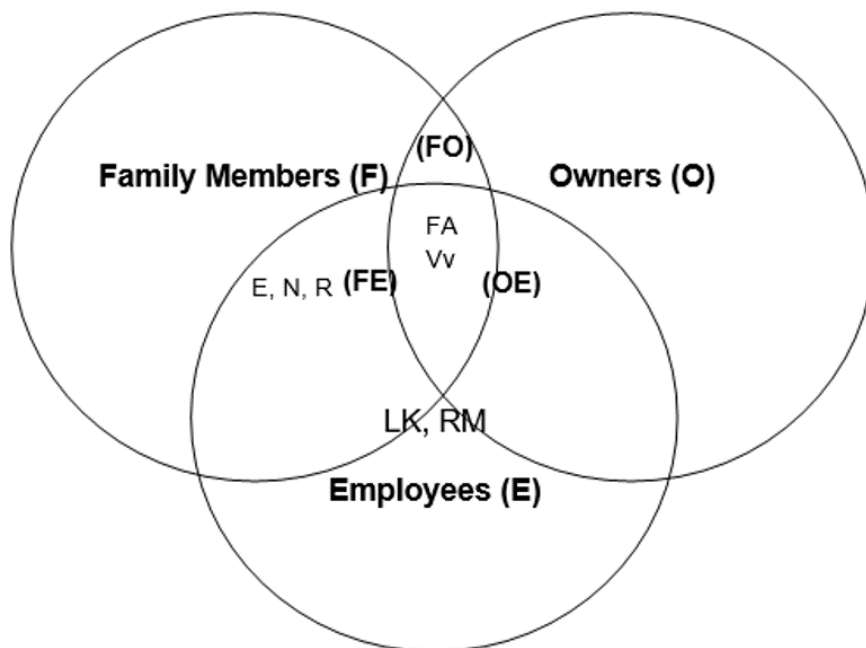 (FO)
Family Members (F)
Owners (O)
FA
Vv
E, N, R (FE)
(OE)
LK, RM
Employees (E)